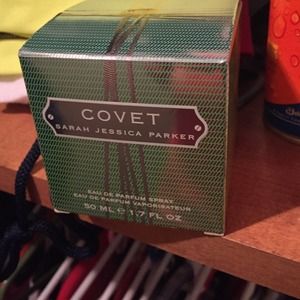 COVET
SARAH JESSICA PARKER
EAU DE PARFUM SPRAY
EAU DE PARFUM VAPORISATEUR
50 ML ℮ 1.7 FL OZ